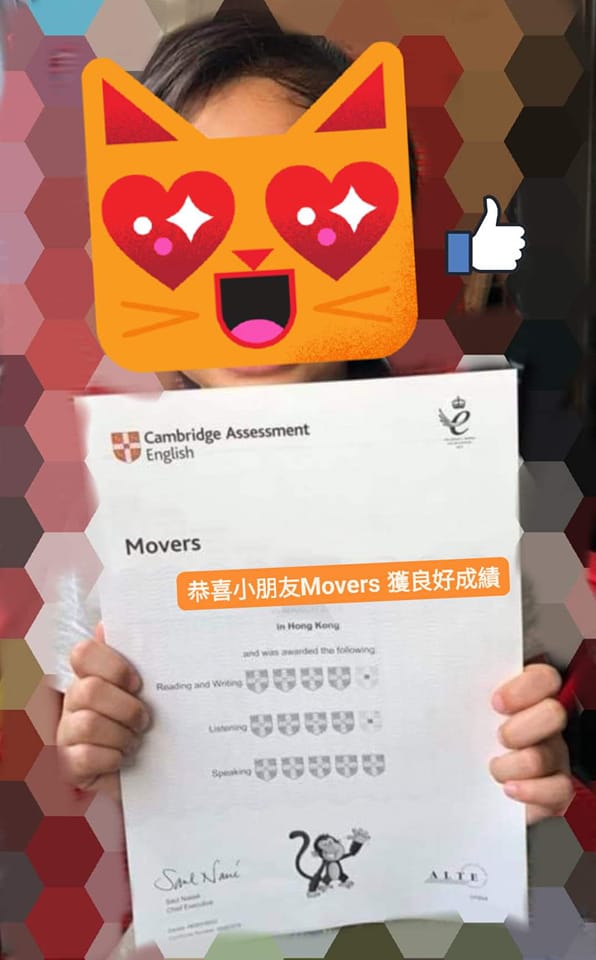 Cambridge Assessment
English
Movers
恭喜小朋友Movers 獲良好成績
in Hong Kong
and was awarded the following
Reading and Writing
Listening
Speaking
Saul Nassé
Chief Executive
ALTE